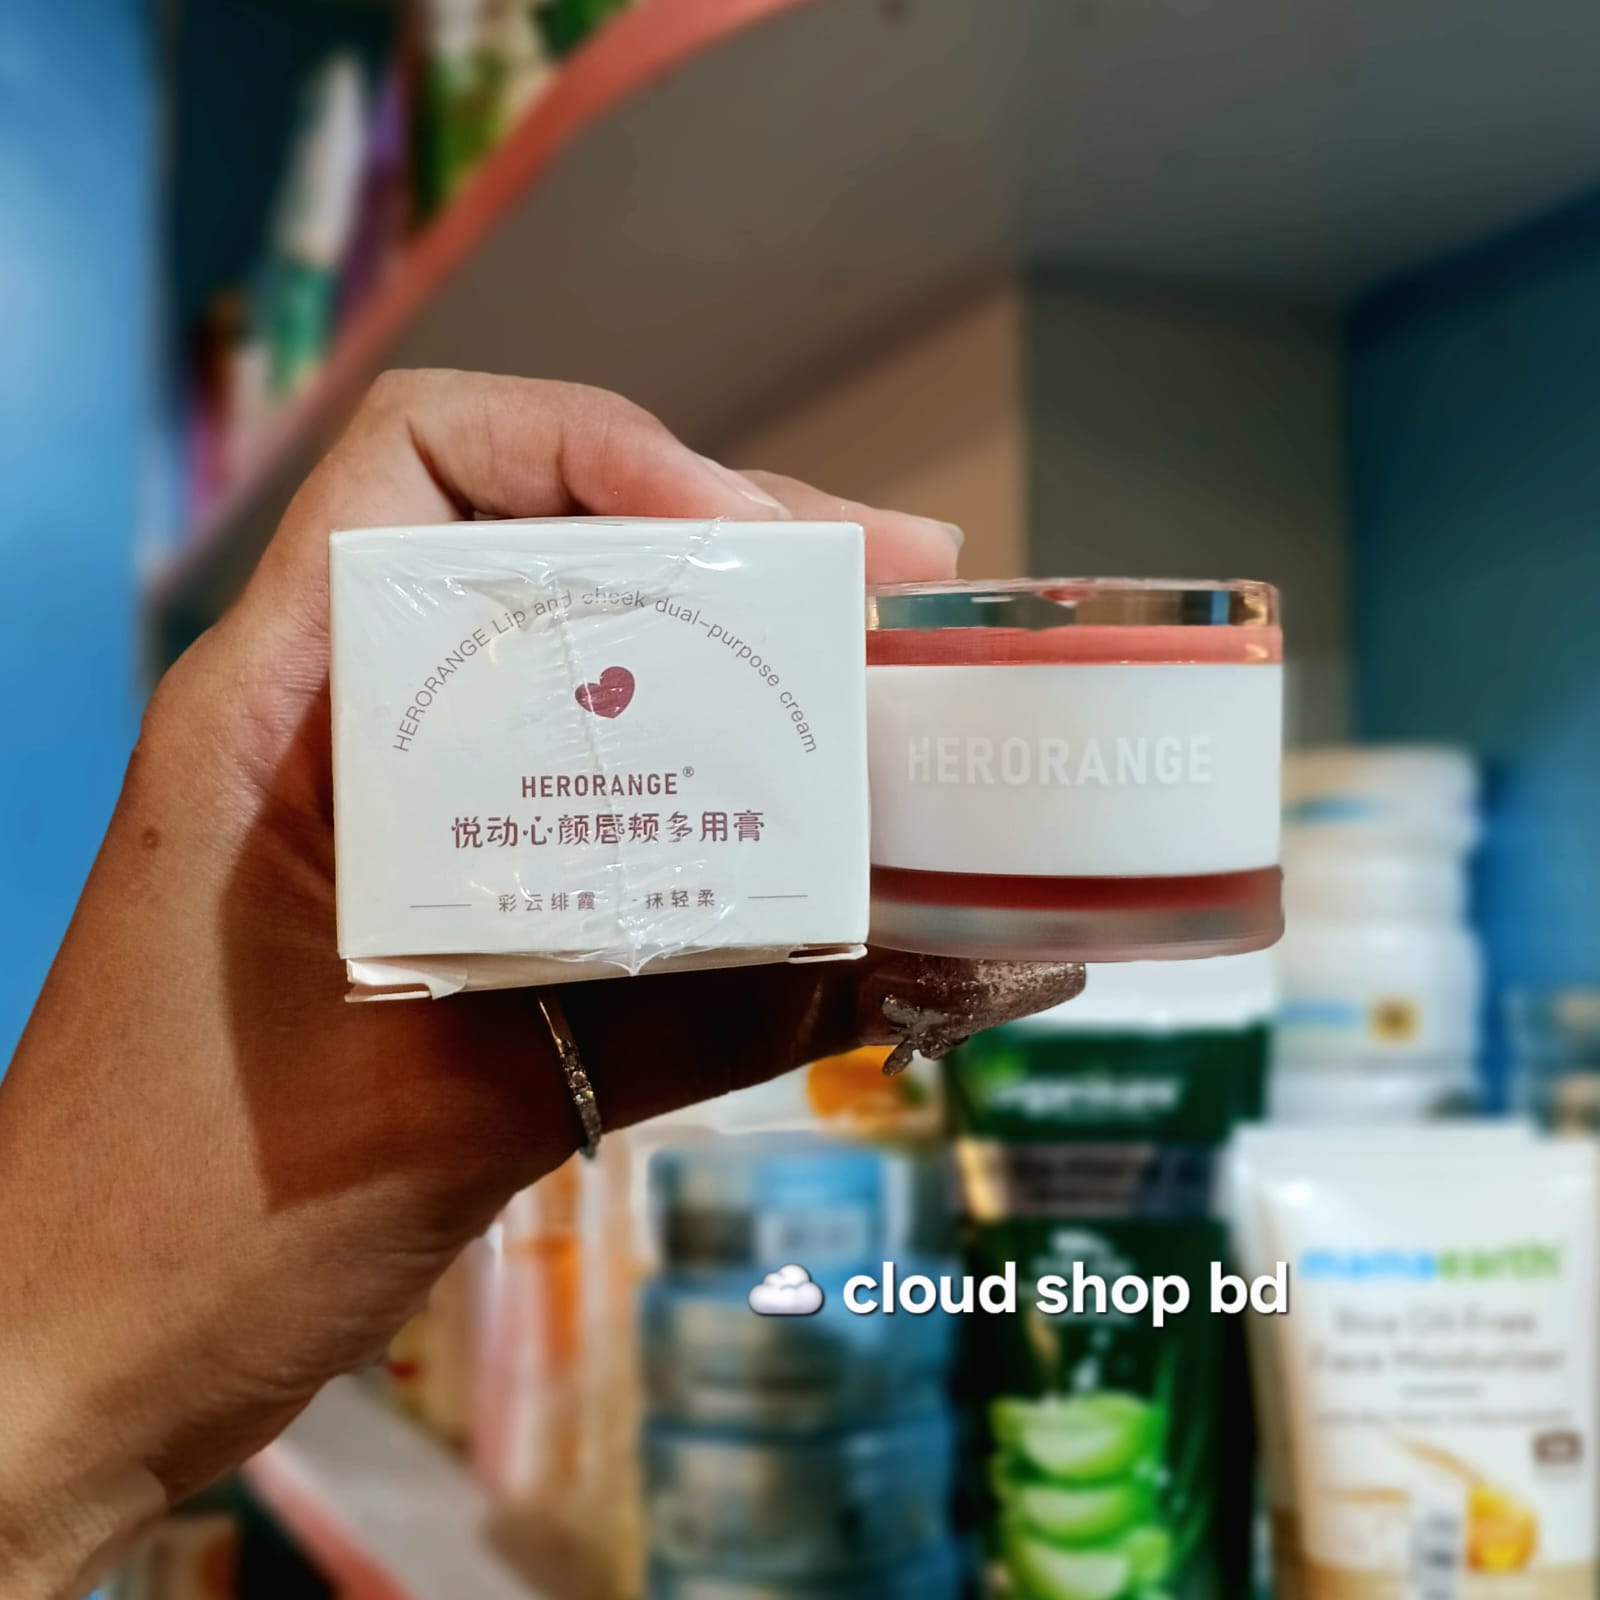 HERORANGE Lip and cheek dual-purpose cream
HERORANGE®
悦动心颜唇颊多用膏
彩云绯霞 一抹轻柔
HERORANGE
cloud shop bd
mamaearth
Rice Oil-Free
Face Moisturizer